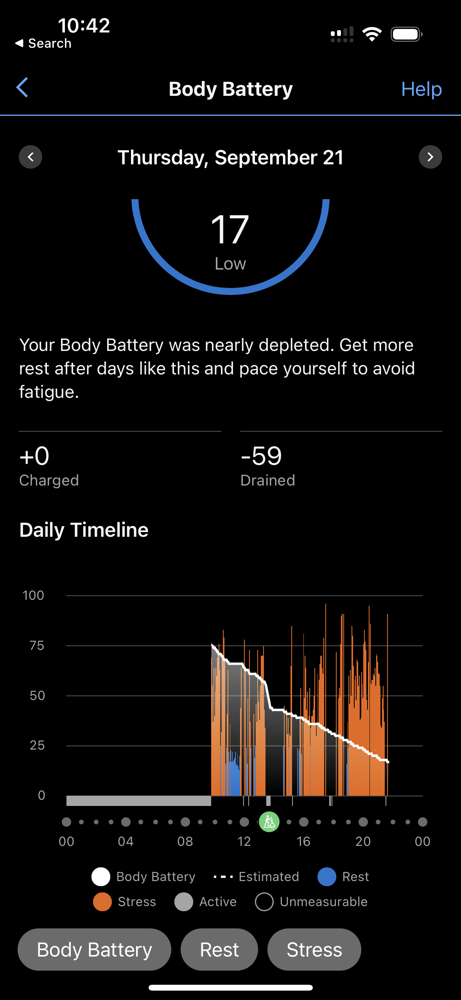 10:42
◀ Search
Body Battery
Help
Thursday, September 21
17
Low
Your Body Battery was nearly depleted. Get more
rest after days like this and pace yourself to avoid
fatigue.
+0
-59
Charged
Drained
Daily Timeline
100
75
50
25
0
00 04 08 12 16 20 00
Body Battery Estimated Rest
Stress Active Unmeasurable
Body Battery Rest Stress